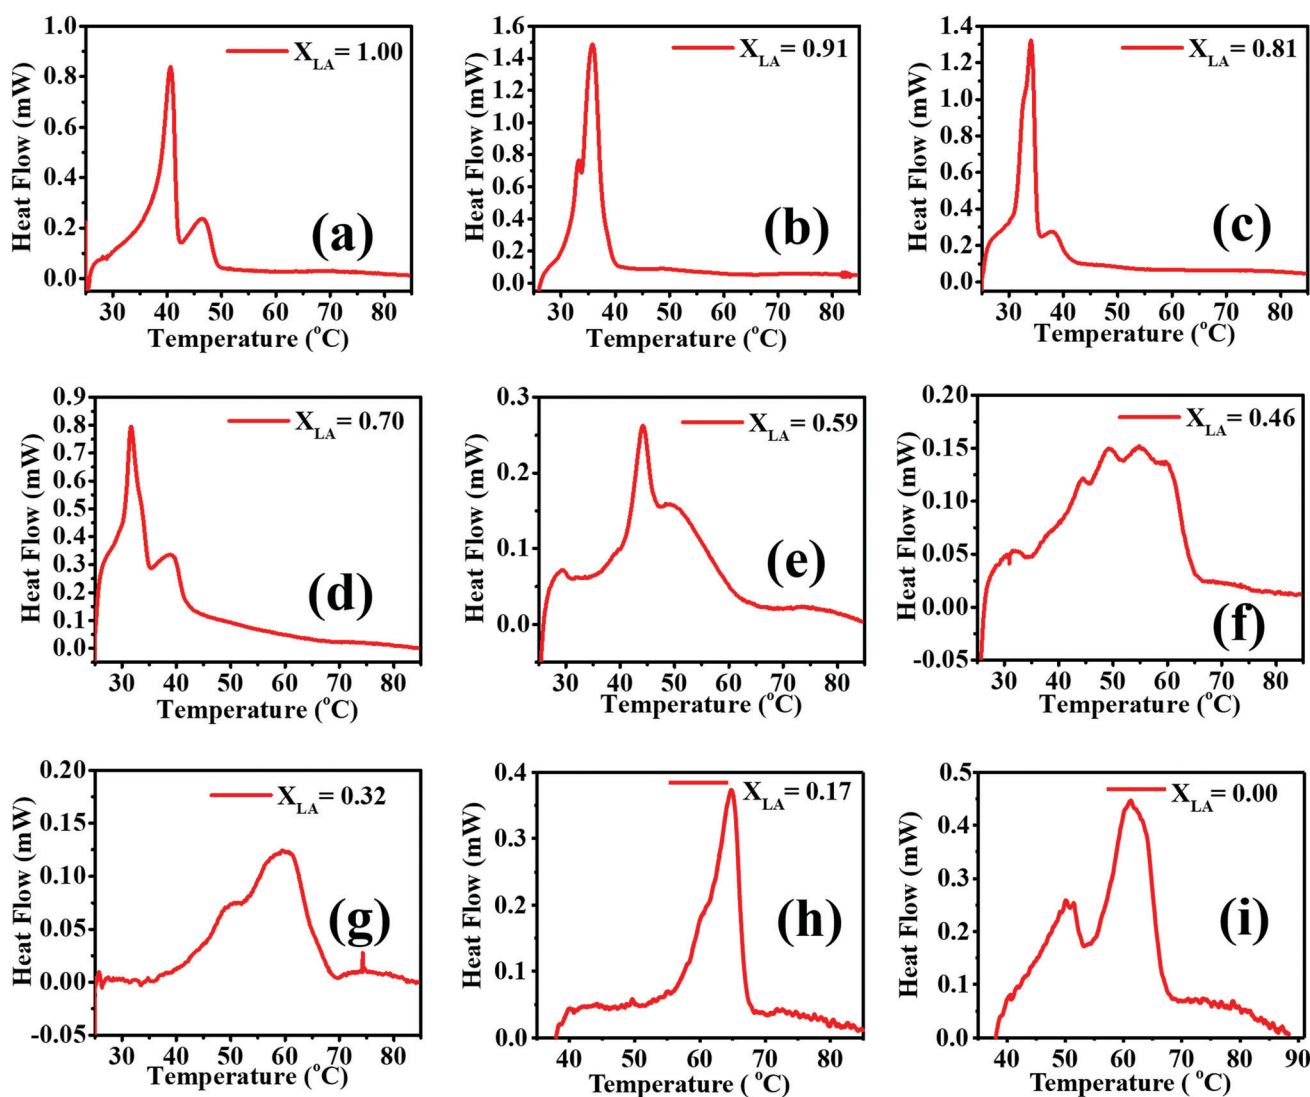 X_LA = 1.00
(a)
Heat Flow (mW)
1.0
0.8
0.6
0.4
0.2
0.0
30 40 50 60 70 80
Temperature (°C)
X_LA = 0.91
(b)
Heat Flow (mW)
1.6
1.4
1.2
1.0
0.8
0.6
0.4
0.2
0.0
30 40 50 60 70 80
Temperature (°C)
X_LA = 0.81
(c)
Heat Flow (mW)
1.4
1.2
1.0
0.8
0.6
0.4
0.2
0.0
30 40 50 60 70 80
Temperature (°C)
X_LA = 0.70
(d)
Heat Flow (mW)
0.9
0.8
0.7
0.6
0.5
0.4
0.3
0.2
0.1
0.0
30 40 50 60 70 80
Temperature (°C)
X_LA = 0.59
(e)
Heat Flow (mW)
0.3
0.2
0.1
0.0
30 40 50 60 70 80
Temperature (°C)
X_LA = 0.46
(f)
Heat Flow (mW)
0.20
0.15
0.10
0.05
0.00
-0.05
30 40 50 60 70 80
Temperature (°C)
X_LA = 0.32
(g)
Heat Flow (mW)
0.20
0.15
0.10
0.05
0.00
-0.05
30 40 50 60 70 80
Temperature (°C)
X_LA = 0.17
(h)
Heat Flow (mW)
0.4
0.3
0.2
0.1
0.0
40 50 60 70 80
Temperature ( °C)
X_LA = 0.00
(i)
Heat Flow (mW)
0.5
0.4
0.3
0.2
0.1
0.0
40 50 60 70 80 90
Temperature ( °C)